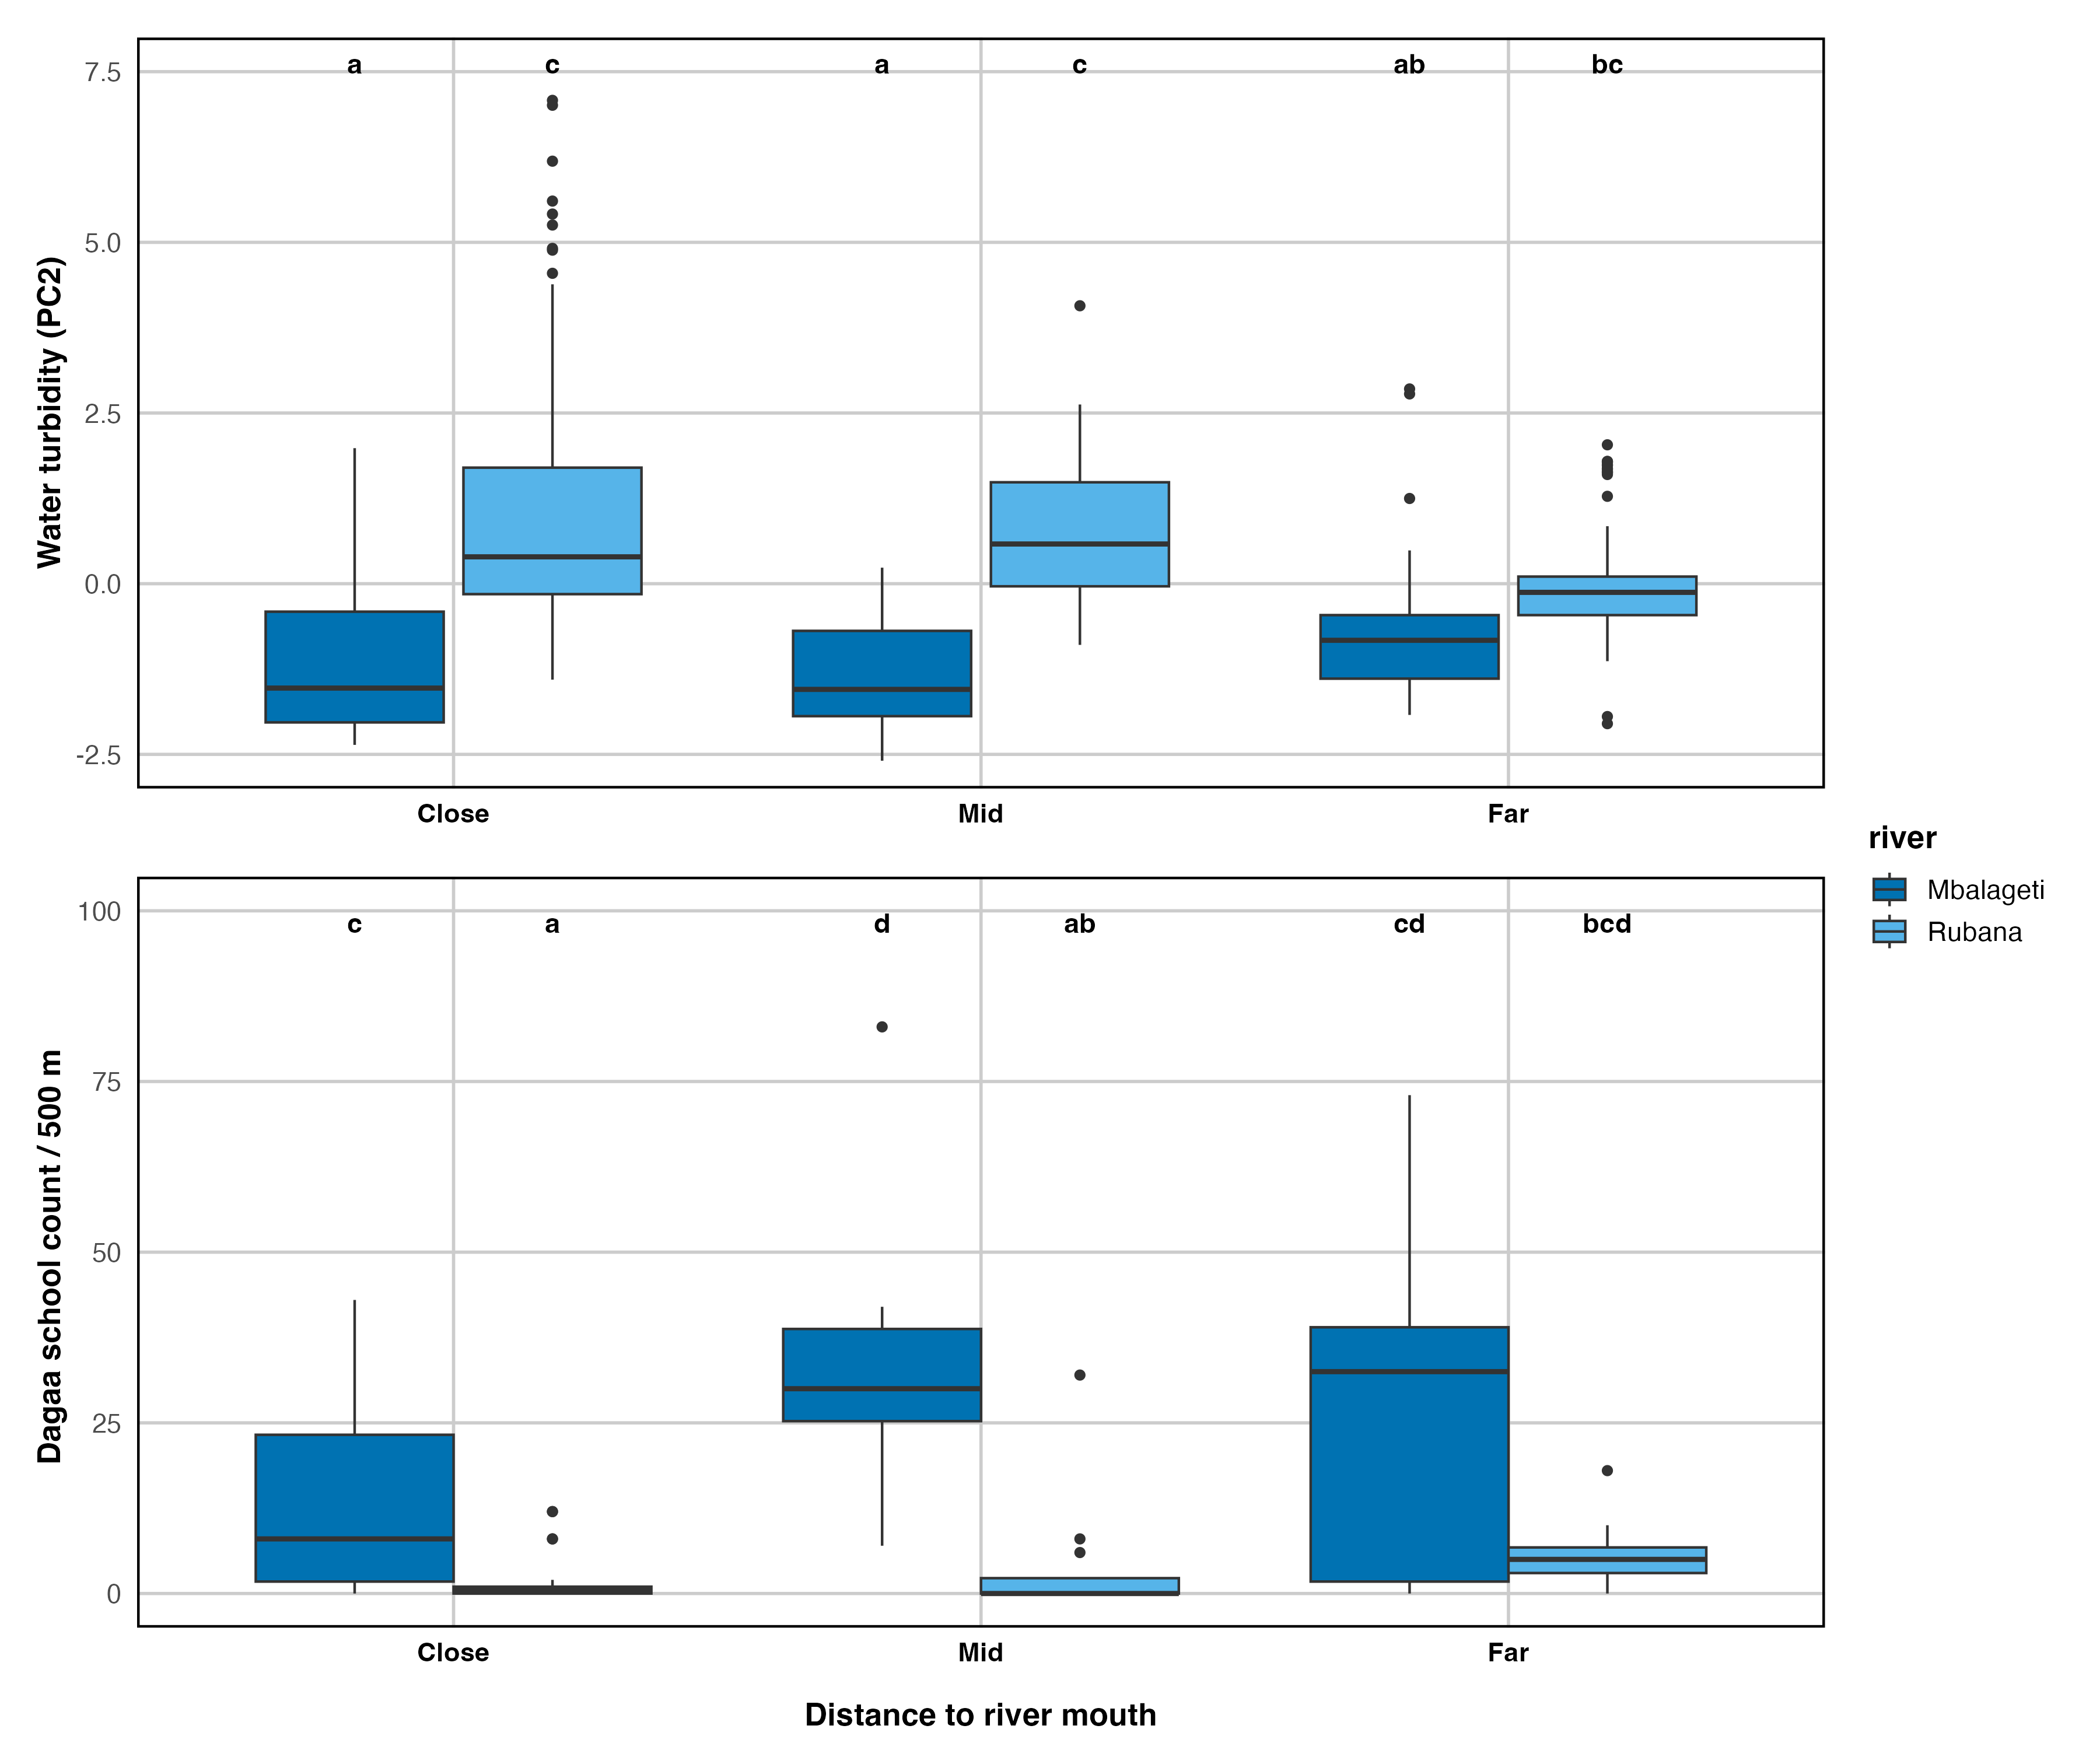 a c a c ab bc
7.5
5.0
2.5
0.0
-2.5
Water turbidity (PC2)
Close Mid Far
c a d ab cd bcd
100
75
50
25
0
Dagaa school count / 500 m
Close Mid Far
Distance to river mouth
river
Mbalageti
Rubana